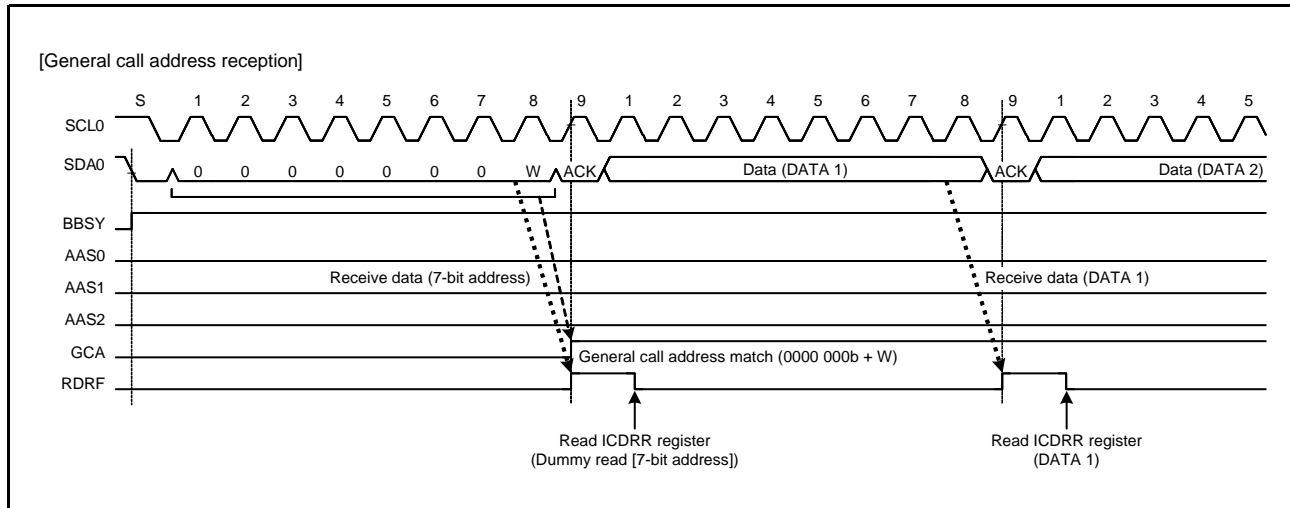 [General call address reception]
S 1 2 3 4 5 6 7 8 9 1 2 3 4 5 6 7 8 9 1 2 3 4 5
SCL0
SDA0 0 0 0 0 0 0 0 W ACK Data (DATA 1) ACK Data (DATA 2)
BBSY
AAS0
Receive data (7-bit address) Receive data (DATA 1)
AAS1
AAS2
GCA General call address match (0000 000b + W)
RDRF
Read ICDRR register
(Dummy read [7-bit address])
Read ICDRR register
(DATA 1)